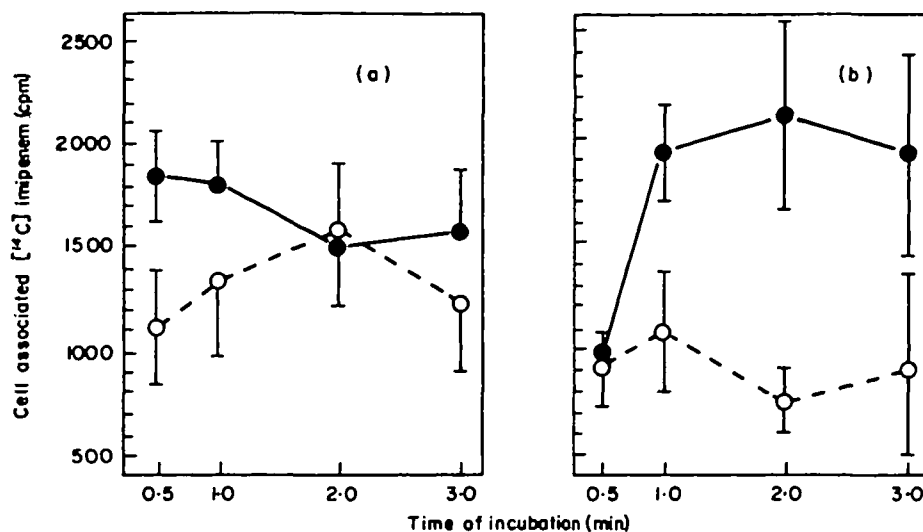 Cell associated [¹⁴C] Imipenem (cpm)
2500
2000
1500
1000
500
(a)
(b)
0·5 1·0 2·0 3·0
0·5 1·0 2·0 3·0
Time of incubation (min)